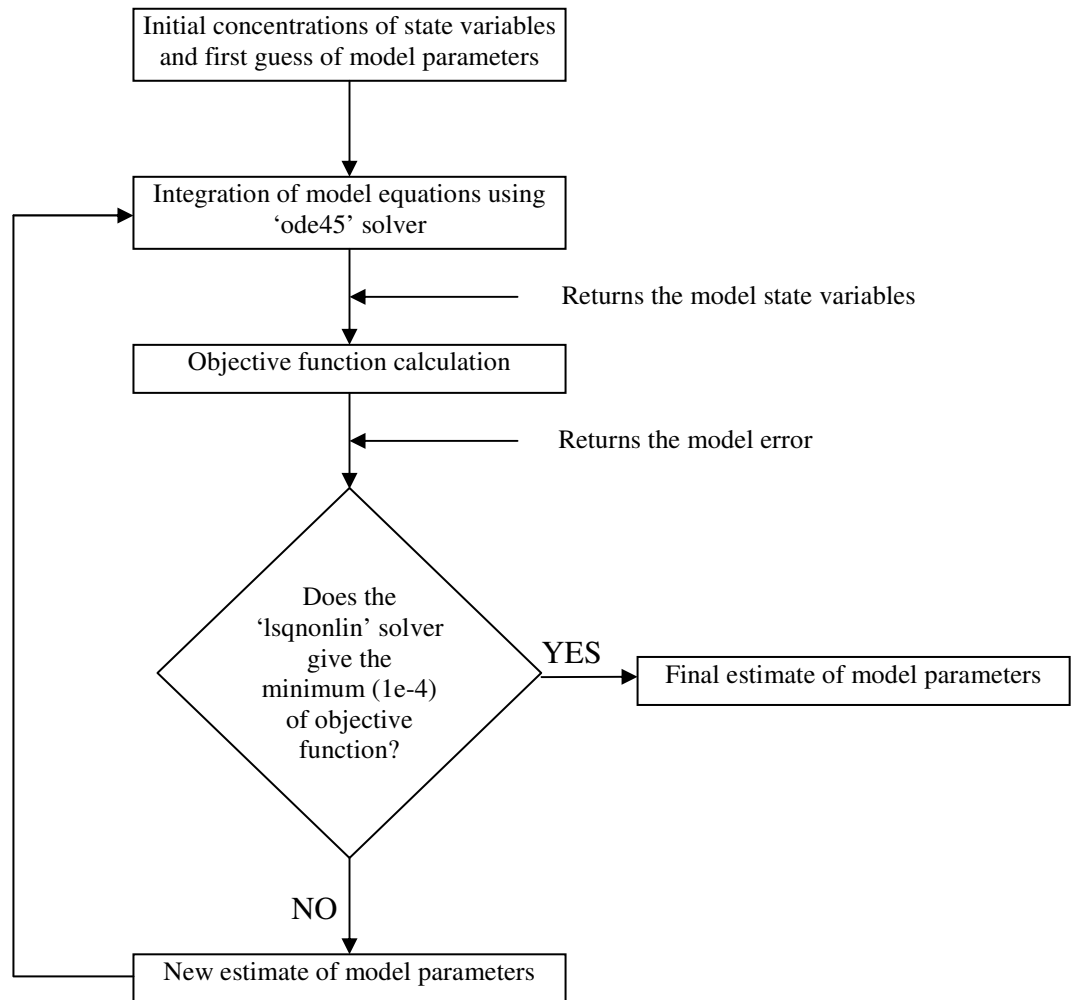 Initial concentrations of state variables
and first guess of model parameters
Integration of model equations using
‘ode45’ solver
Returns the model state variables
Objective function calculation
Returns the model error
Does the
‘lsqnonlin’ solver
give the
minimum (1e-4)
of objective
function?
YES
Final estimate of model parameters
NO
New estimate of model parameters